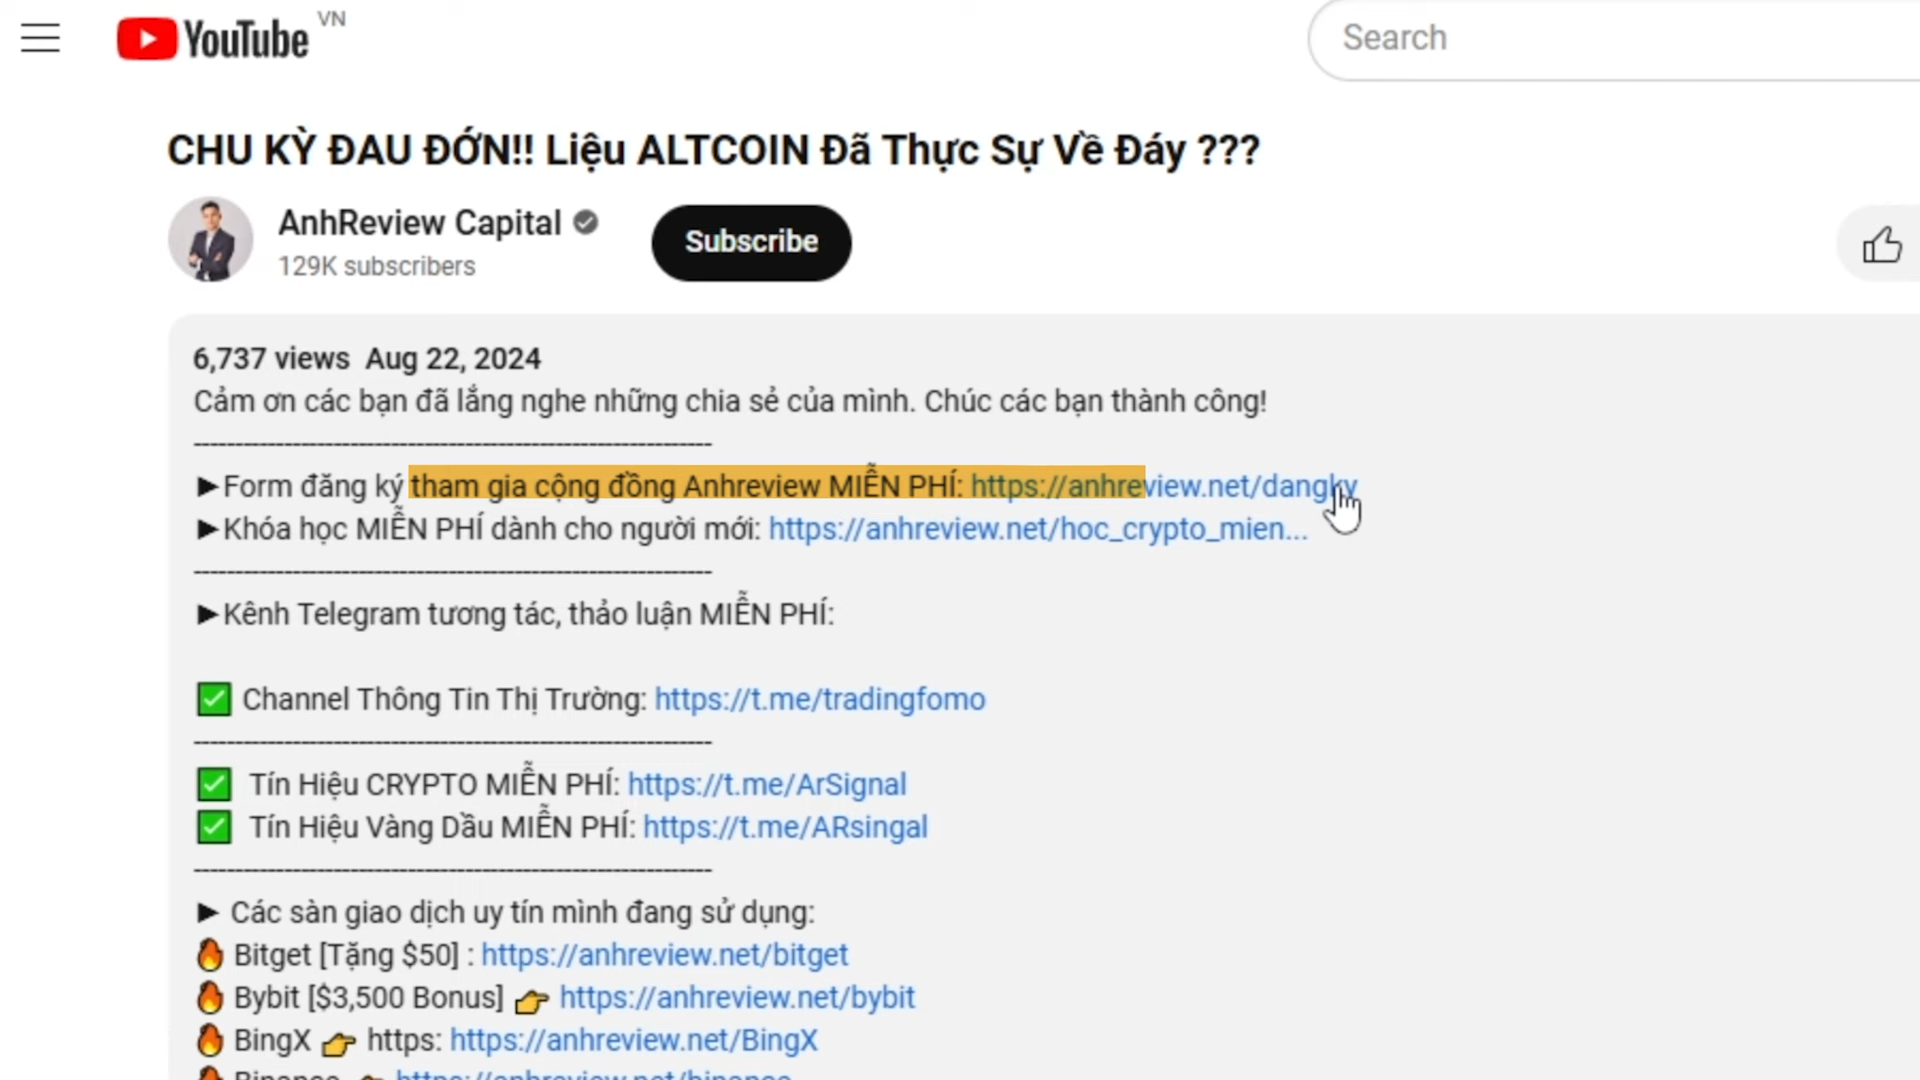 YouTube VN
Search
CHU KỲ ĐAU ĐỚN!! Liệu ALTCOIN Đã Thực Sự Về Đáy ???
AnhReview Capital
129K subscribers
Subscribe
6,737 views Aug 22, 2024
Cảm ơn các bạn đã lắng nghe những chia sẻ của mình. Chúc các bạn thành công!
►Form đăng ký tham gia cộng đồng Anhreview MIỄN PHÍ: https://anhreview.net/dangky
►Khóa học MIỄN PHÍ dành cho người mới: https://anhreview.net/hoc_crypto_mien...
►Kênh Telegram tương tác, thảo luận MIỄN PHÍ:
✅ Channel Thông Tin Thị Trường: https://t.me/tradingfomo
✅ Tín Hiệu CRYPTO MIỄN PHÍ: https://t.me/ArSignal
✅ Tín Hiệu Vàng Dầu MIỄN PHÍ: https://t.me/ARsingal
► Các sàn giao dịch uy tín mình đang sử dụng:
🔥 Bitget [Tặng $50] : https://anhreview.net/bitget
🔥 Bybit [$3,500 Bonus] 👉 https://anhreview.net/bybit
🔥 BingX 👉 https: https://anhreview.net/BingX
🔥 Binance 👉 https://anhreview.net/binance